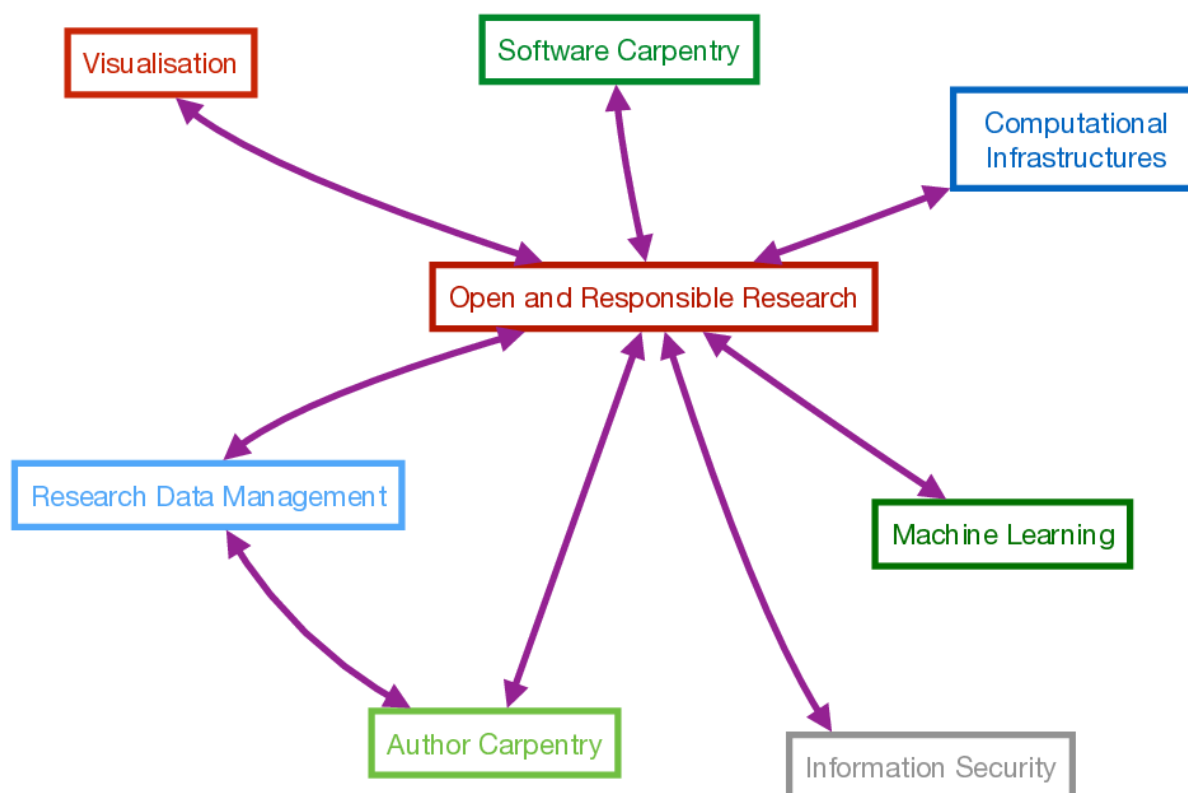 Visualisation
Software Carpentry
Computational
Infrastructures
Open and Responsible Research
Research Data Management
Machine Learning
Author Carpentry
Information Security